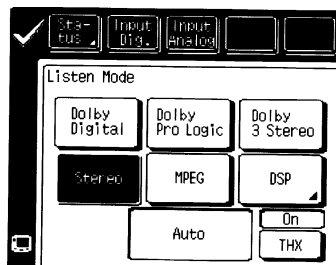 Sta-
tus
Input
Dig.
Input
Analog
Listen Mode
Dolby
Digital
Dolby
Pro Logic
Dolby
3 Stereo
Stereo
MPEG
DSP
Auto
On
THX